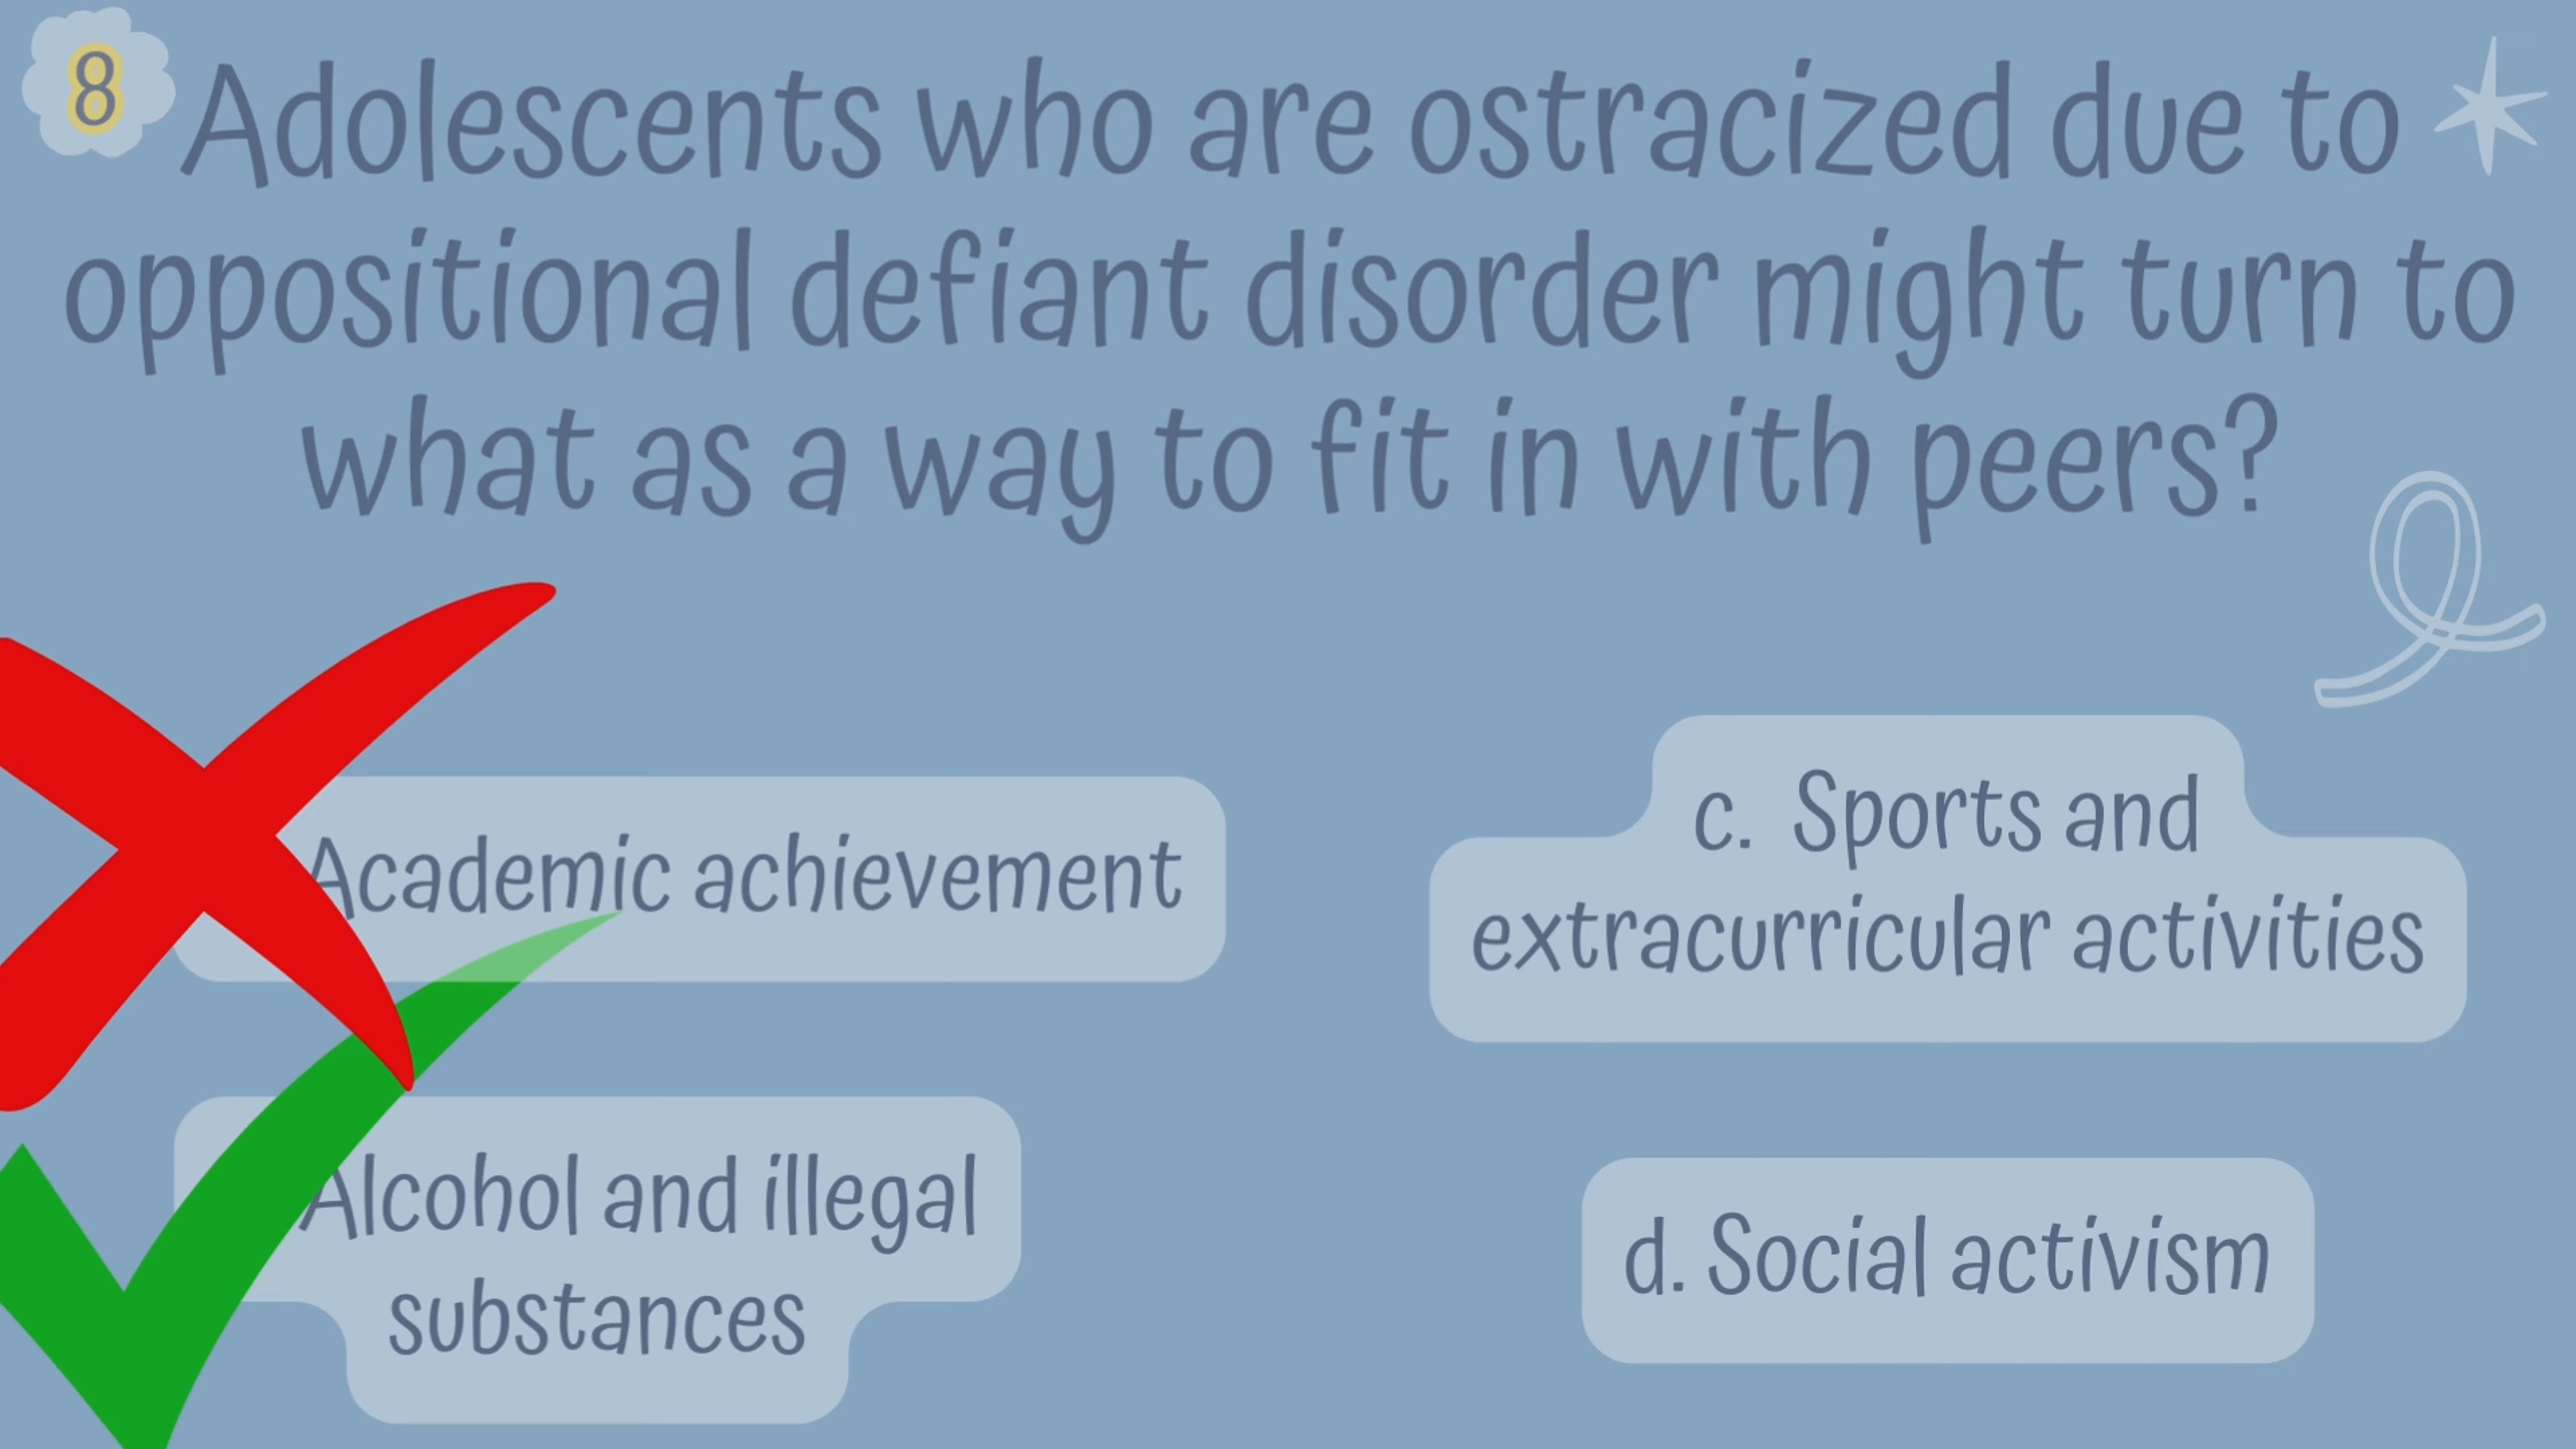 8
Adolescents who are ostracized due to
oppositional defiant disorder might turn to
what as a way to fit in with peers?
Academic achievement
Alcohol and illegal
substances
c. Sports and
extracurricular activities
d. Social activism